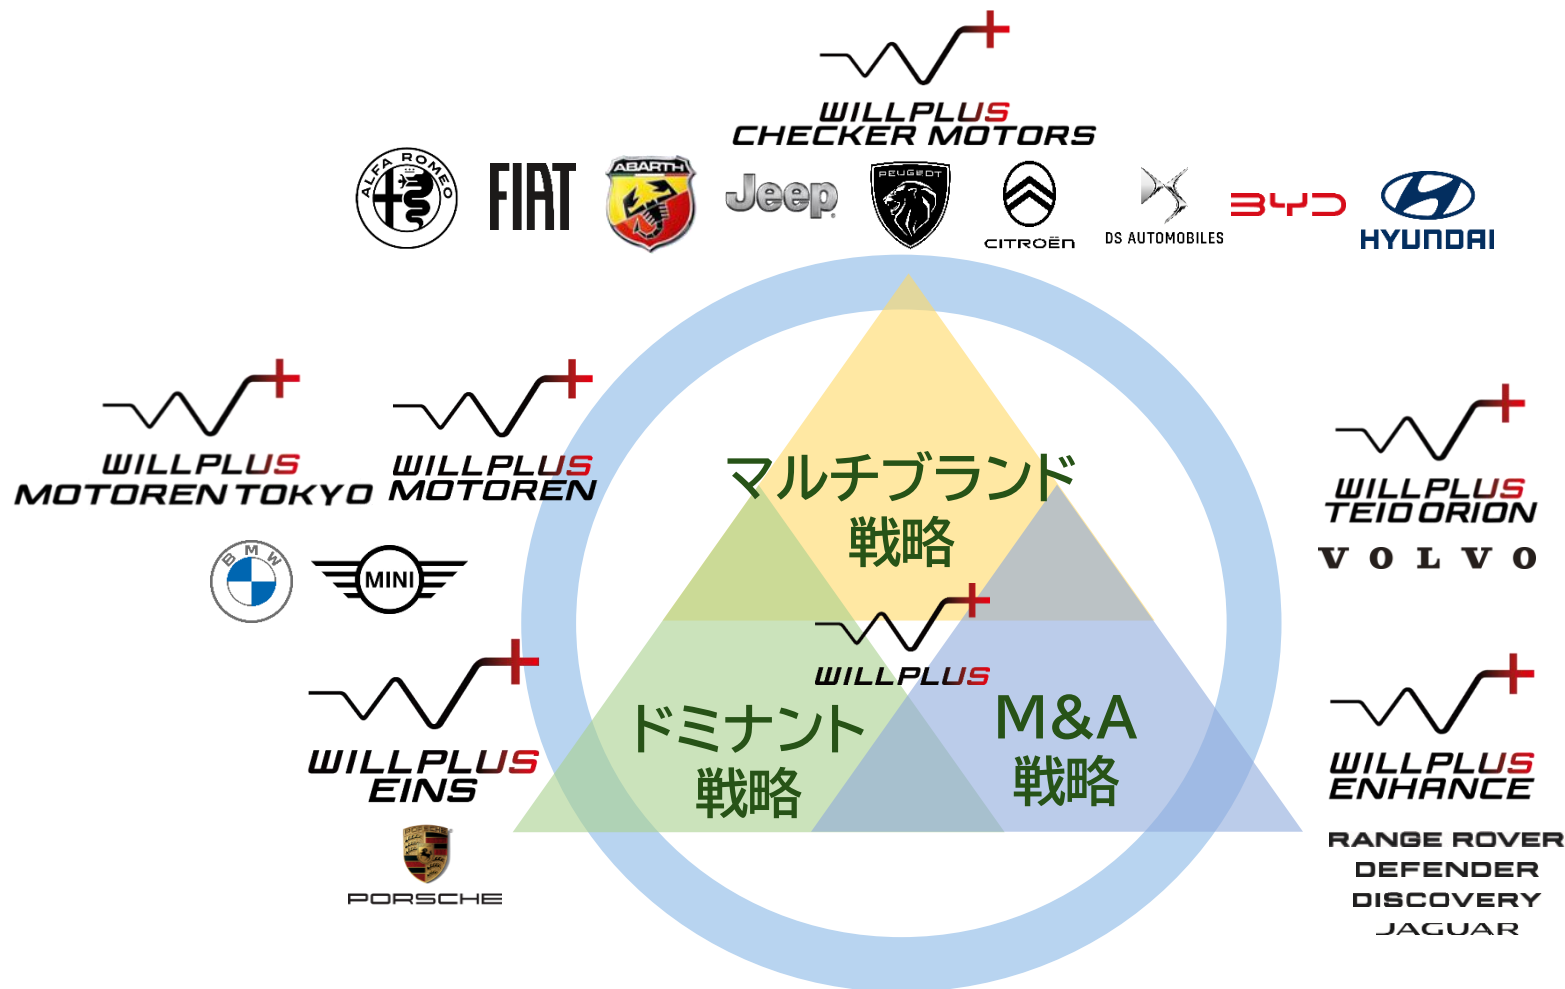 WILLPLUS
CHECKER MOTORS
ALFA ROMEO
FIAT
ABARTH
Jeep
PEUGEOT
CITROËN
DS AUTOMOBILES
BYD
HYUNDAI
WILLPLUS
MOTOREN TOKYO
WILLPLUS
MOTOREN
BMW
MINI
WILLPLUS
EINS
PORSCHE
PORSCHE
マルチブランド
戦略
WILLPLUS
ドミナント
戦略
M&A
戦略
WILLPLUS
TEIO ORION
VOLVO
WILLPLUS
ENHANCE
RANGE ROVER
DEFENDER
DISCOVERY
JAGUAR